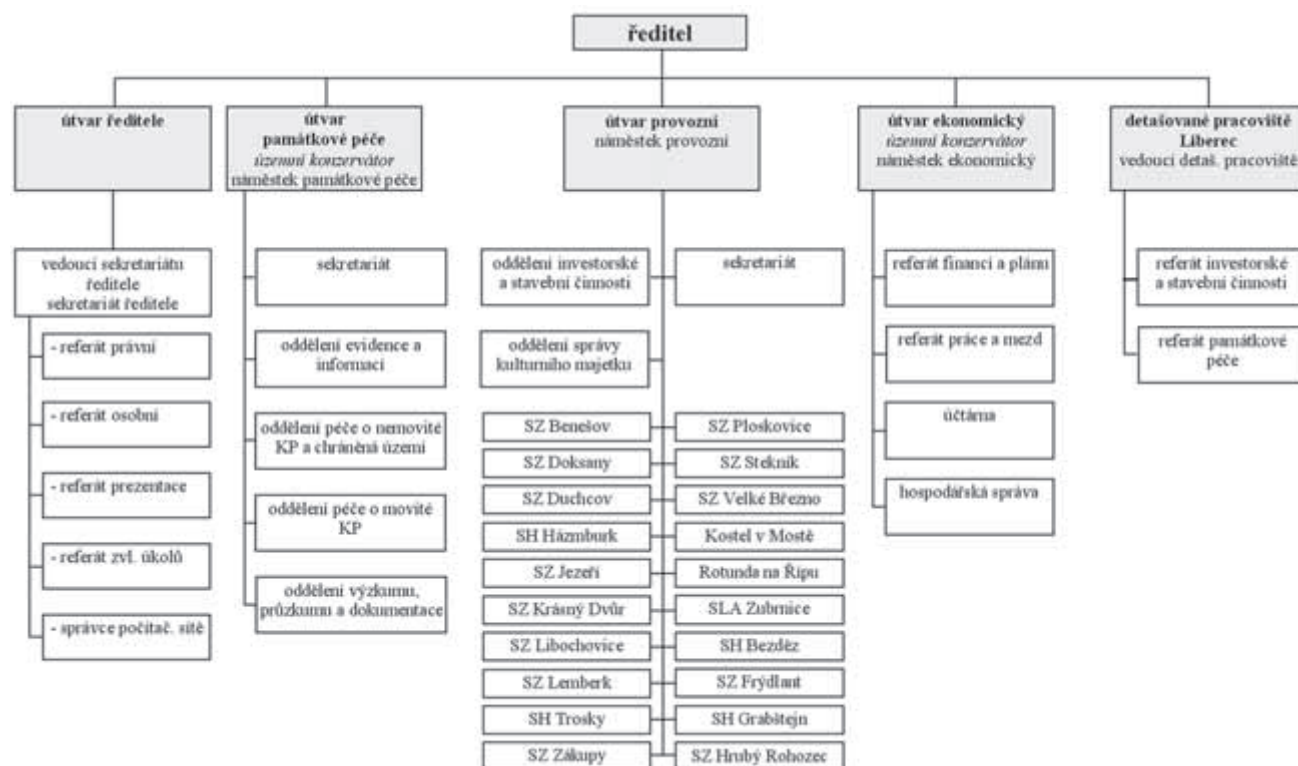 ředitel
útvar ředitele
útvar
památkové péče
územní konzervátor
náměstek památkové péče
útvar provozní
náměstek provozní
útvar ekonomický
územní konzervátor
náměstek ekonomický
detašované pracoviště
Liberec
vedoucí detaš. pracoviště
vedoucí sekretariátu
ředitele
sekretariát ředitele
- referát právní
- referát osobní
- referát prezentace
- referát zvl. úkolů
- správce počítač. sítě
sekretariát
oddělení evidence a
informací
oddělení péče o nemovité
KP a chráněná území
oddělení péče o movité
KP
oddělení výzkumu,
průzkumu a dokumentace
oddělení investorské
a stavební činnosti
sekretariát
oddělení správy
kulturního majetku
SZ Benešov
SZ Ploskovice
SZ Doksany
SZ Stekník
SZ Duchcov
SZ Velké Březno
SH Házmburk
Kostel v Mostě
SZ Jezeří
Rotunda na Řípu
SZ Krásný Dvůr
SLA Zubrnice
SZ Libochovice
SH Bezděz
SZ Lemberk
SZ Frýdlant
SH Trosky
SH Grabštejn
SZ Zákupy
SZ Hrubý Rohozec
referát financí a plánu
referát práce a mezd
účtárna
hospodářská správa
referát investorské
a stavební činnosti
referát památkové
péče